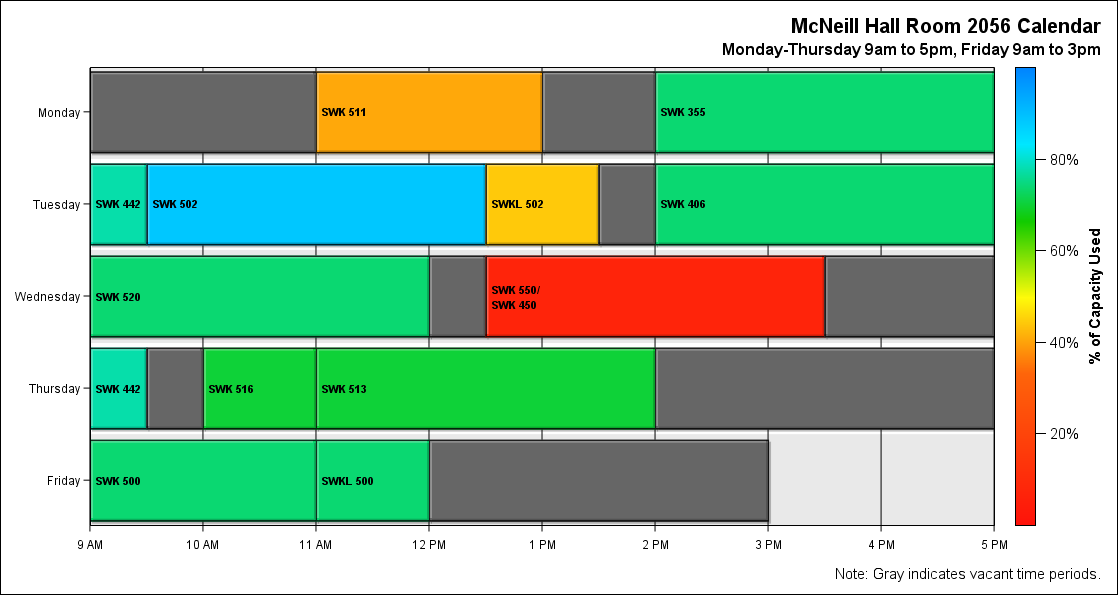 McNeill Hall Room 2056 Calendar
Monday-Thursday 9am to 5pm, Friday 9am to 3pm
Monday
SWK 511
SWK 355
Tuesday
SWK 442
SWK 502
SWKL 502
SWK 406
Wednesday
SWK 520
SWK 550/
SWK 450
Thursday
SWK 442
SWK 516
SWK 513
Friday
SWK 500
SWKL 500
9 AM
10 AM
11 AM
12 PM
1 PM
2 PM
3 PM
4 PM
5 PM
80%
60%
40%
20%
% of Capacity Used
Note: Gray indicates vacant time periods.